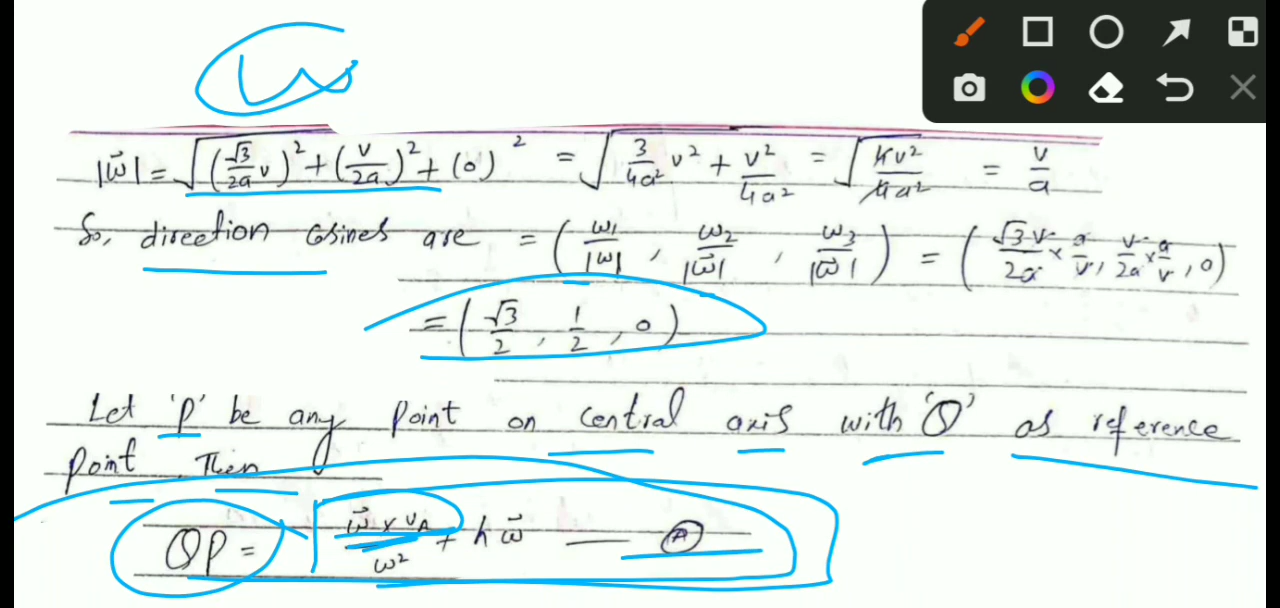 W
|ω⃗| = √((√3/2a v)² + (v/2a)² + (0)²) = √(3/4a² v² + v²/4a²) = √(4v²/4a²) = v/a
So, direction cosines are = (ω₁/|ω|, ω₂/|ω⃗|, ω₃/|ω⃗|) = (√3 v/2a × a/v, v/2a × a/v, 0)
= (√3/2, 1/2, 0)
Let 'P' be any point on central axis with 'O' as reference
point. Then
OP = ω⃗ × v_A/ω² + h ω⃗ — Ⓐ